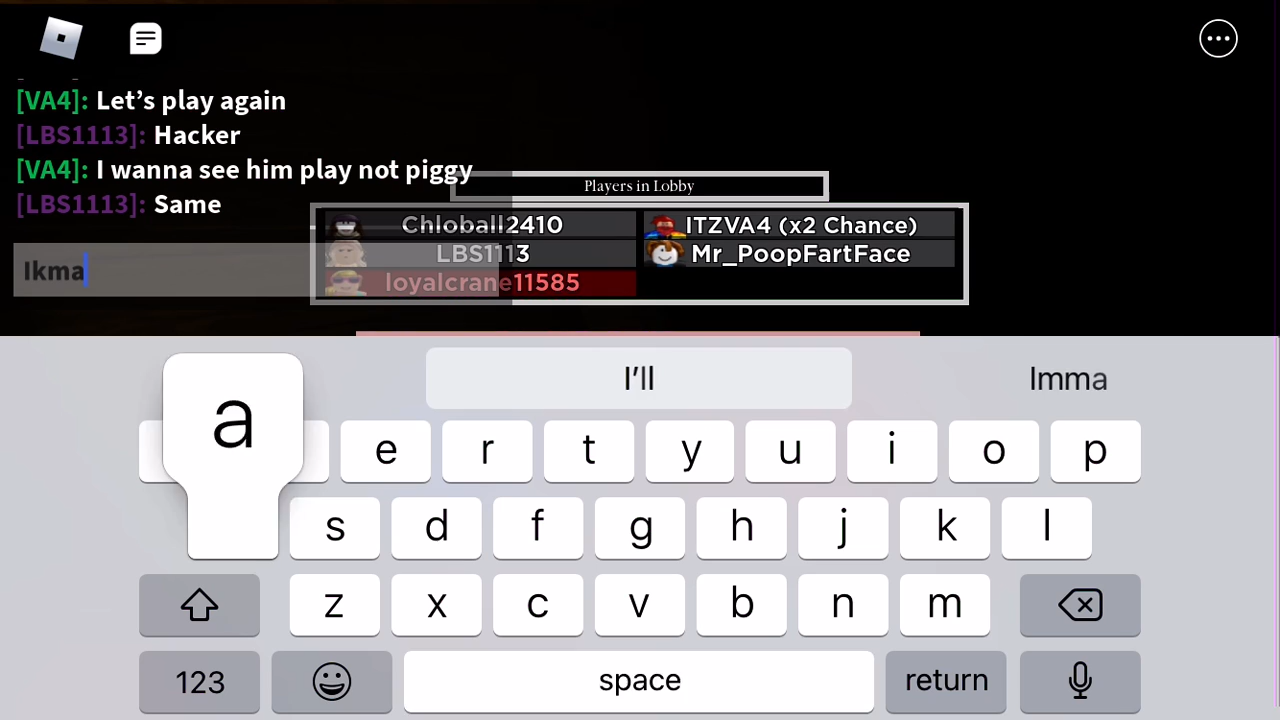 [VA4]: Let's play again
[LBS1113]: Hacker
[VA4]: I wanna see him play not piggy
[LBS1113]: Same
Players in Lobby
Chloball2410 ITZVA4 (x2 Chance)
LBS1113 Mr_PoopFartFace
loyalcrane11585
Ikma
I'll Imma
a e r t y u i o p
s d f g h j k l
z x c v b n m
123 space return